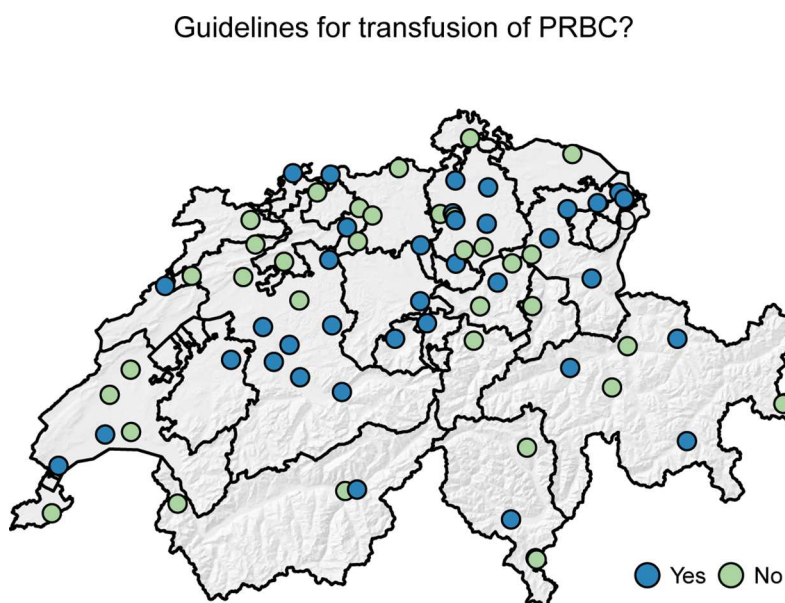 Guidelines for transfusion of PRBC?
Yes No